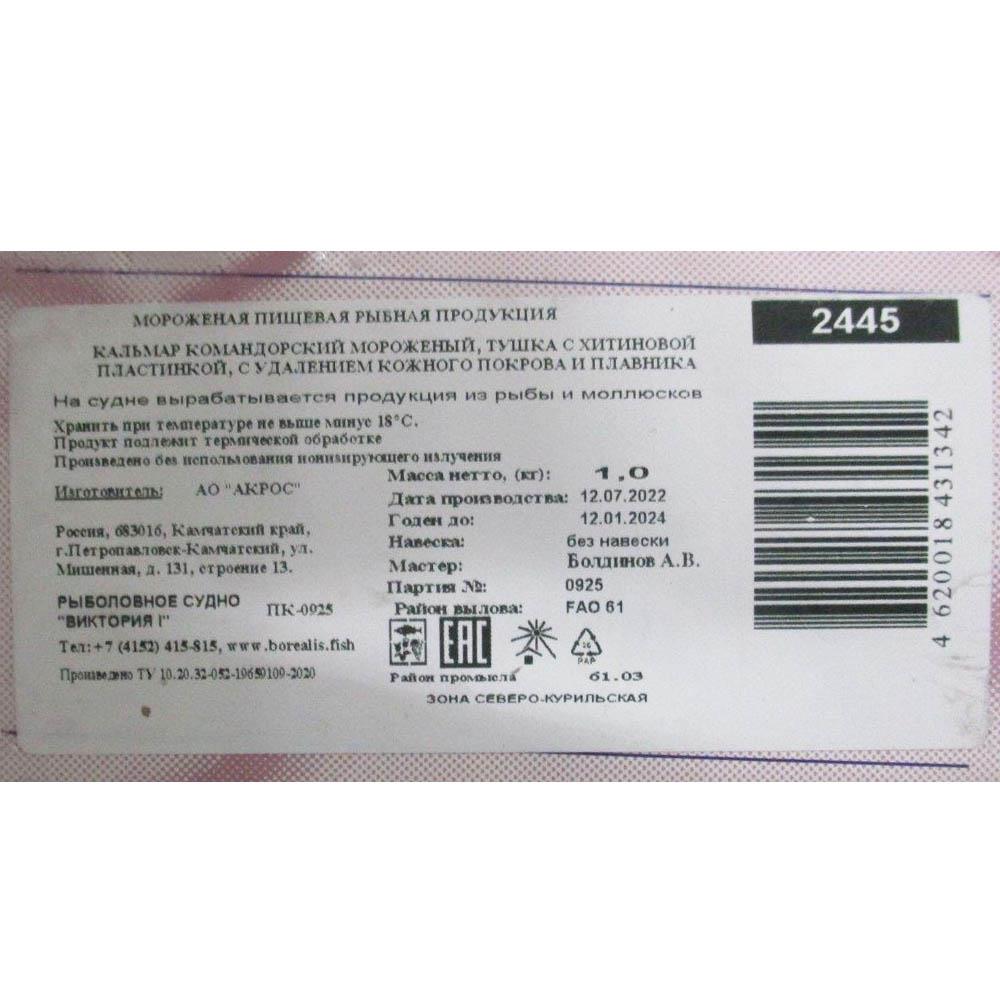 МОРОЖЕНАЯ ПИЩЕВАЯ РЫБНАЯ ПРОДУКЦИЯ
2445
КАЛЬМАР КОМАНДОРСКИЙ МОРОЖЕНЫЙ, ТУШКА С ХИТИНОВОЙ
ПЛАСТИНКОЙ, С УДАЛЕНИЕМ КОЖНОГО ПОКРОВА И ПЛАВНИКА
На судне вырабатывается продукция из рыбы и моллюсков
Хранить при температуре не выше минус 18°С.
Продукт подлежит термической обработке
Произведено без использования ионизирующего излучения
Изготовитель: АО "АКРОС"
Россия, 683016, Камчатский край,
г.Петропавловск-Камчатский, ул.
Мишенная, д. 131, строение 13.
РЫБОЛОВНОЕ СУДНО
"ВИКТОРИЯ I"
ПК-0925
Тел:+7 (4152) 415-815, www.borealis.fish
Произведено ТУ 10.20.32-052-19659109-2020
Масса нетто, (кг): 1,0
Дата производства: 12.07.2022
Годен до: 12.01.2024
Навеска: без навески
Мастер: Болдинов А.В.
Партия №: 0925
Район вылова: FAO 61
EAC
PAP
Район промысла 61.03
ЗОНА СЕВЕРО-КУРИЛЬСКАЯ
4 620018 431342